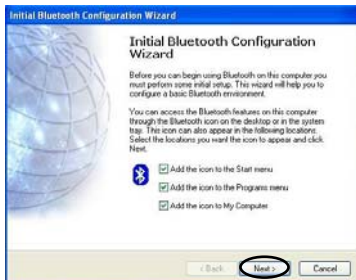 Initial Bluetooth Configuration Wizard
Initial Bluetooth Configuration
Wizard
Before you can begin using Bluetooth on this computer you
must perform some initial setup. This wizard will help you to
configure a basic Bluetooth environment.
You can access the Bluetooth features on this computer
through the Bluetooth icon on the desktop or in the system
tray. This icon can also appear in the following locations.
Select the locations you want the icon to appear and click
Next.
Add the icon to the Start menu
Add the icon to the Programs menu
Add the icon to My Computer
< Back
Next >
Cancel